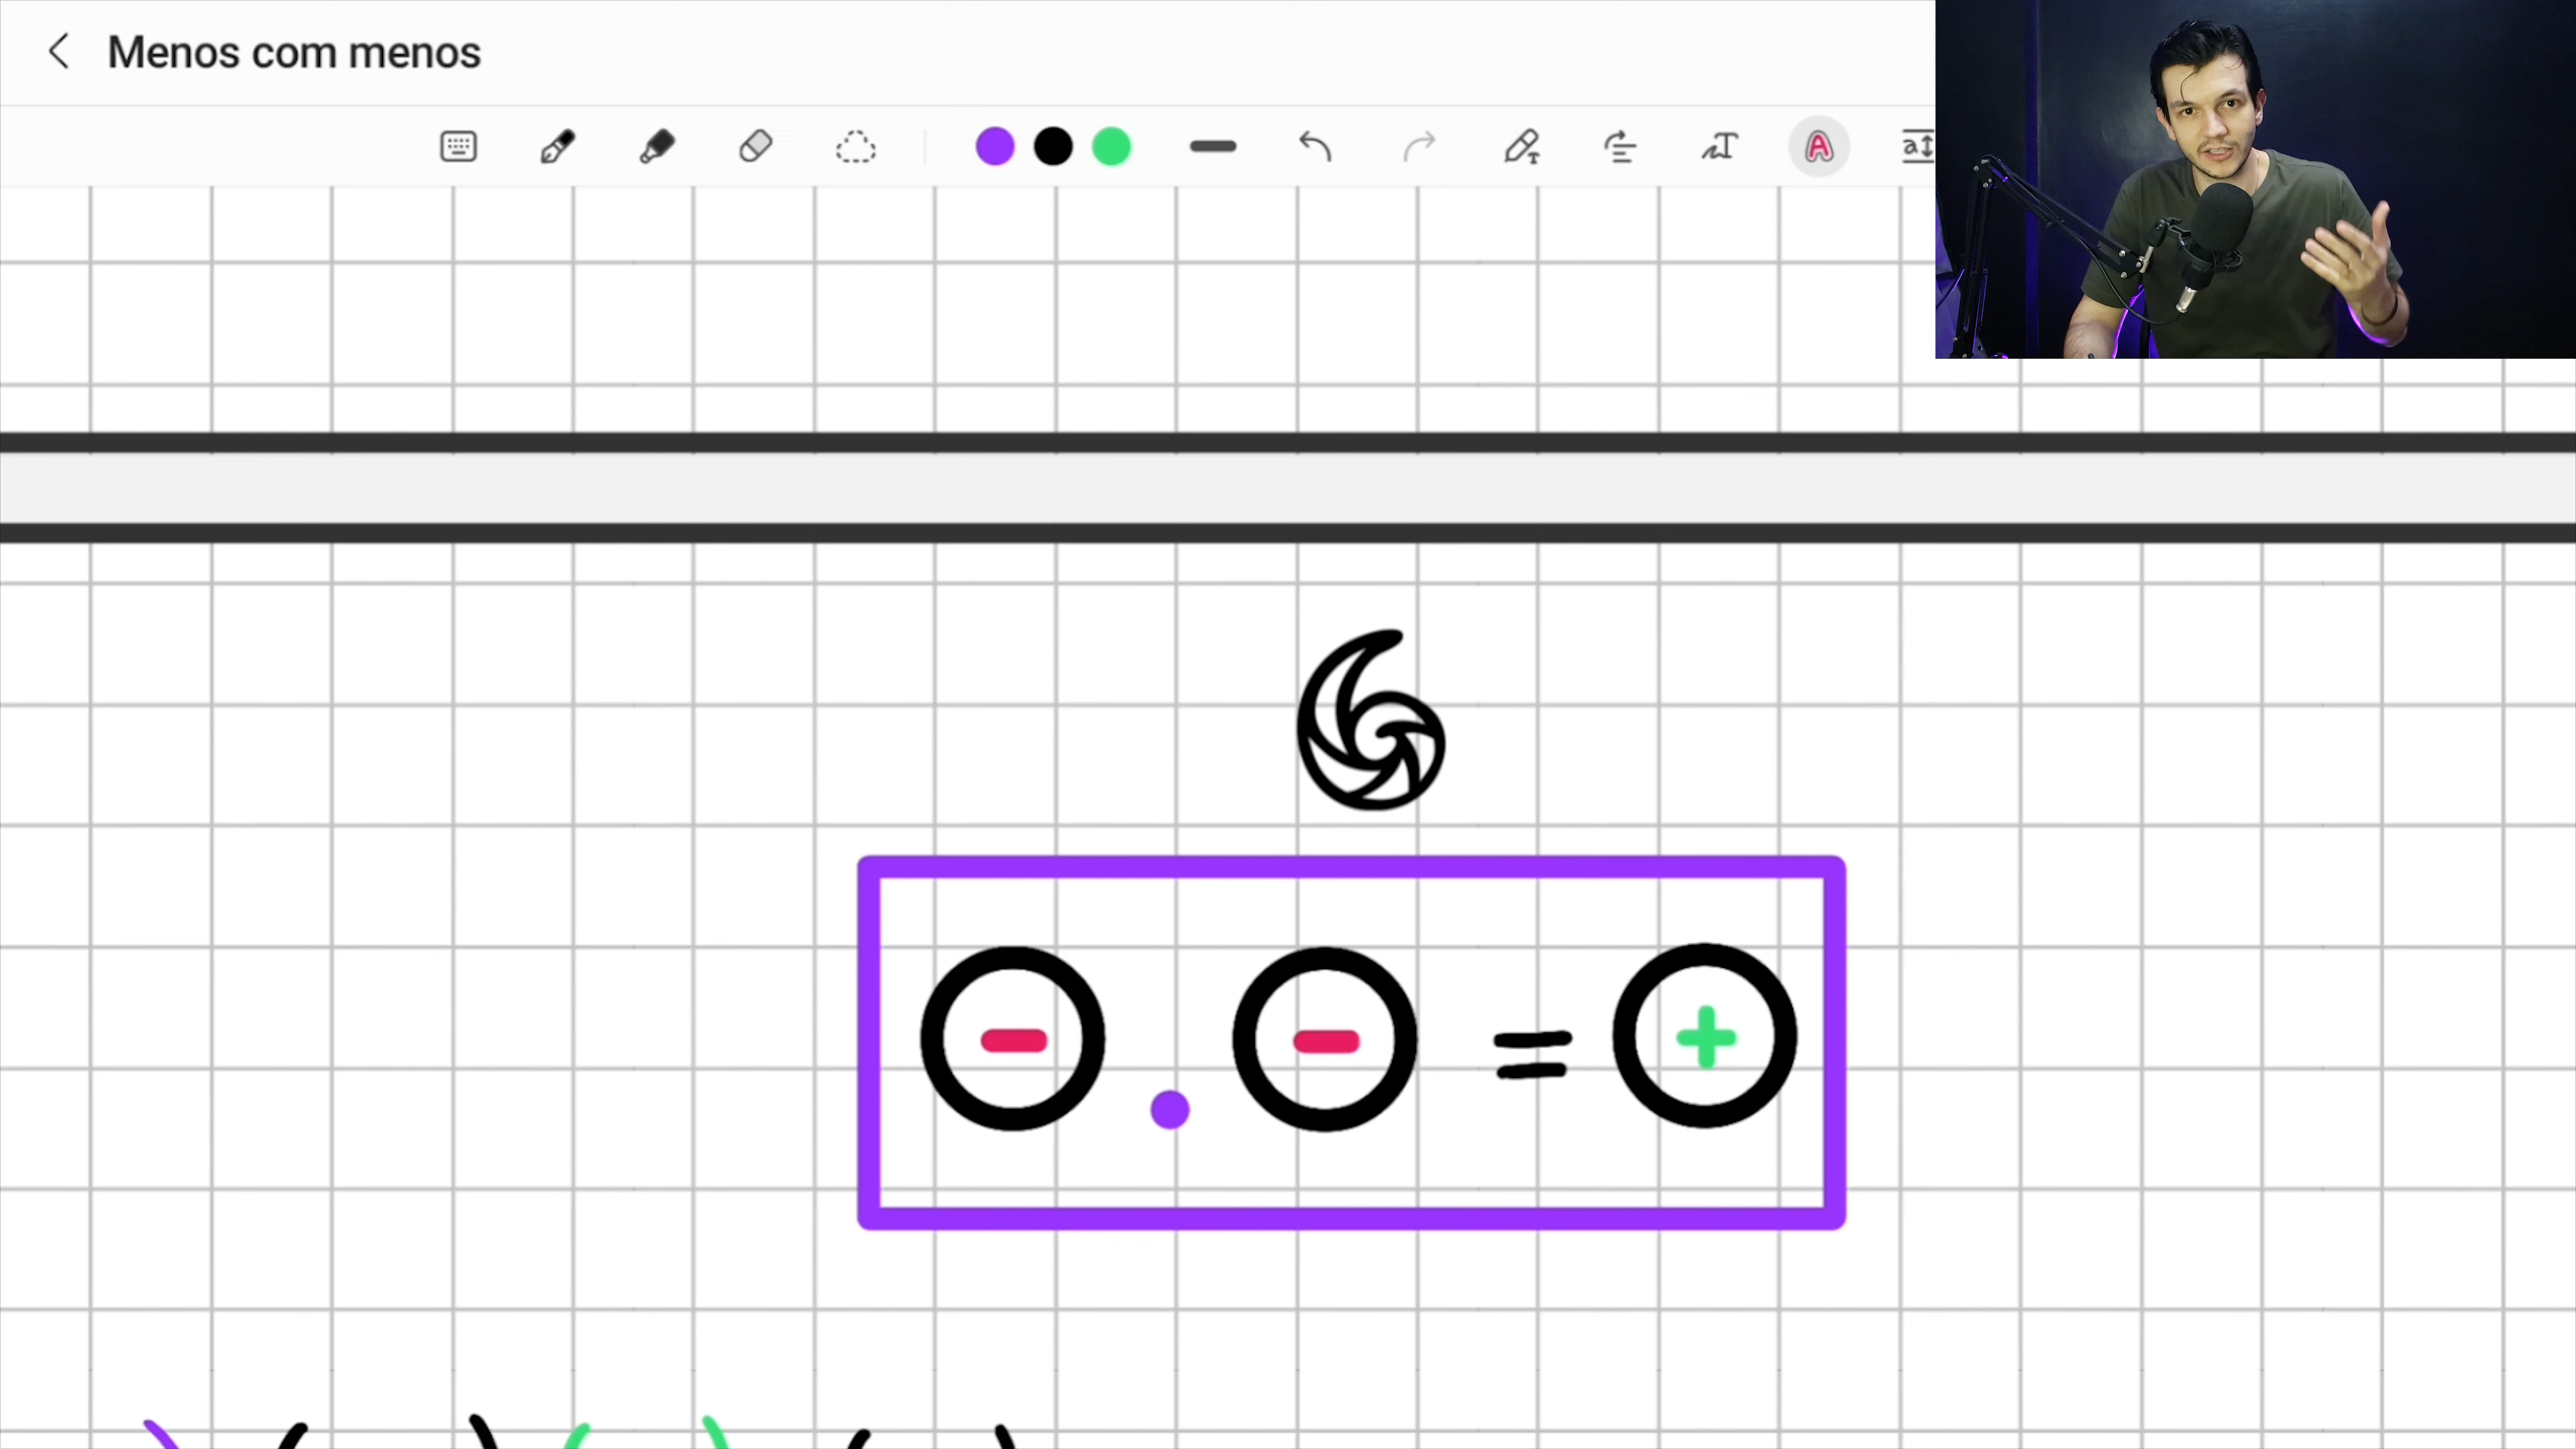 Menos com menos
- . - = +